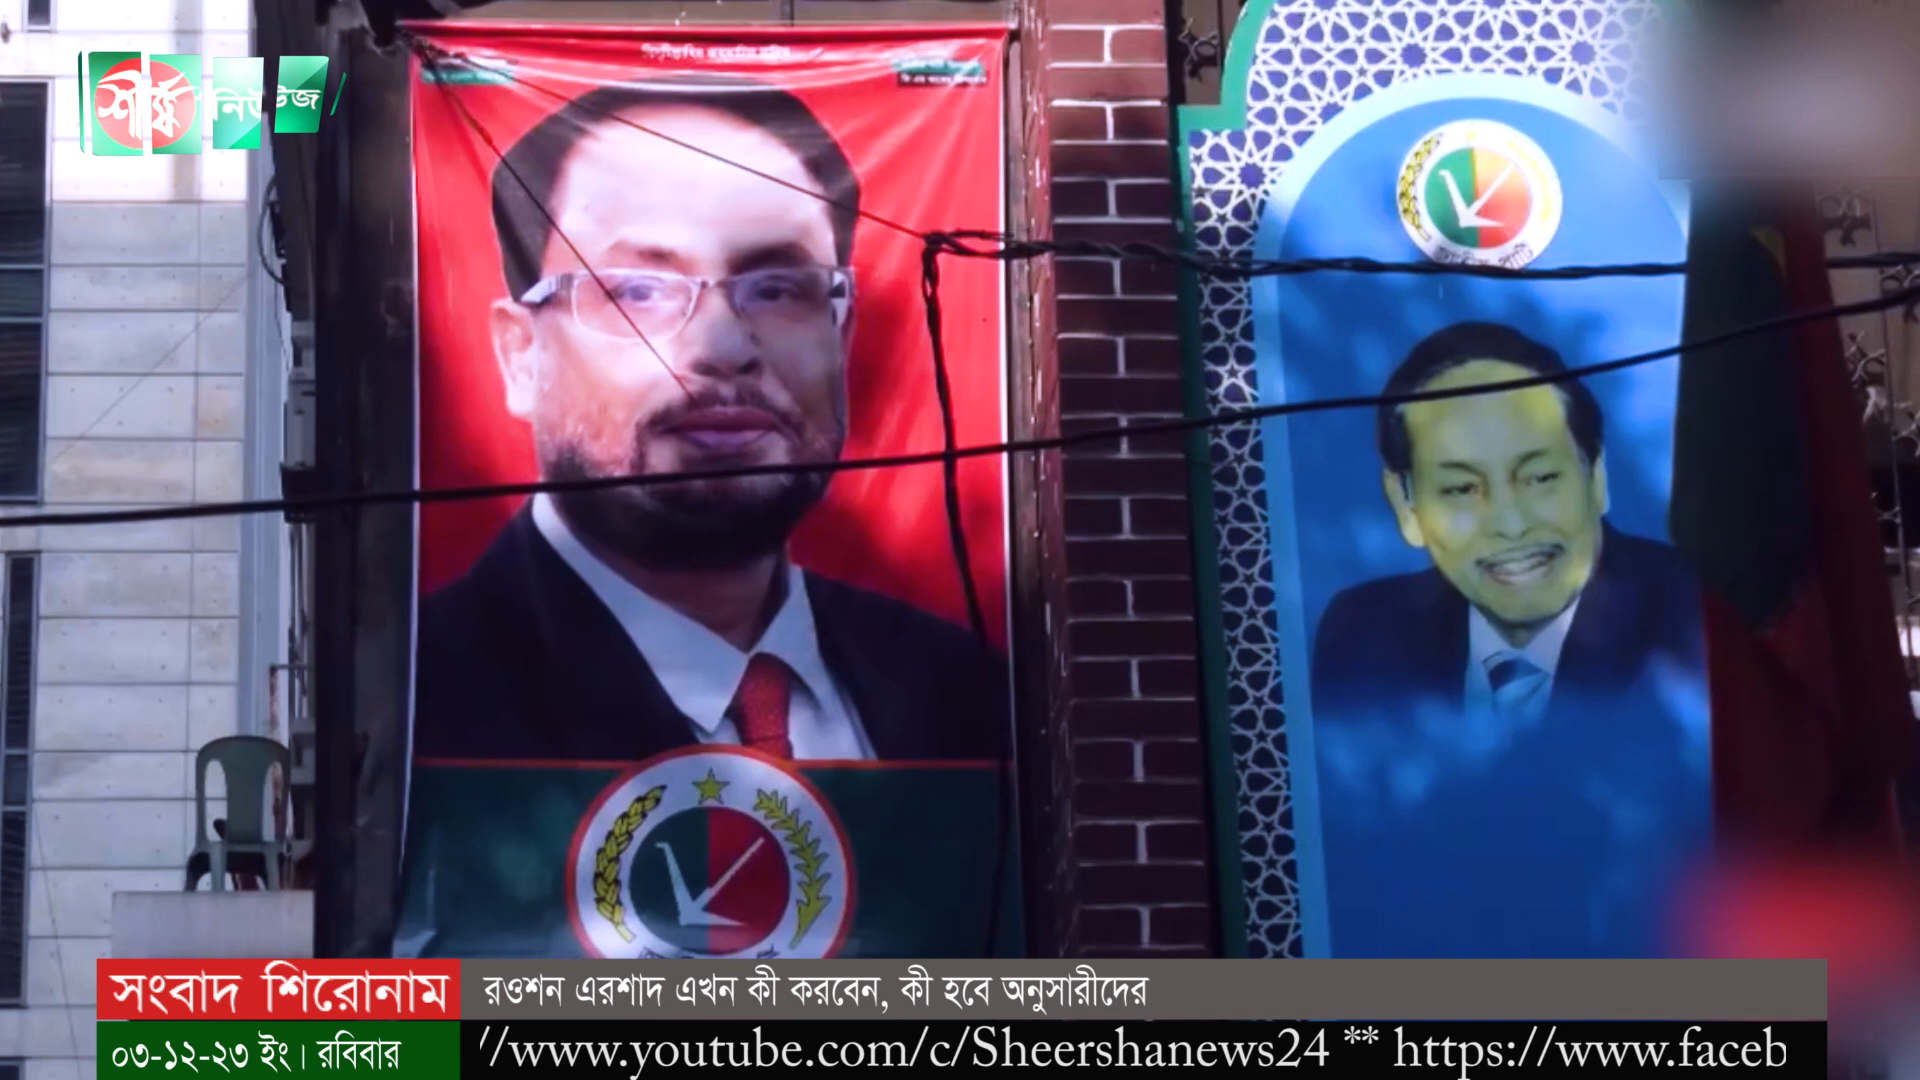 শীর্ষ নিউজ
সংবাদ শিরোনাম
রওশন এরশাদ এখন কী করবেন, কী হবে অনুসারীদের
০৩-১২-২৩ ইং। রবিবার
//www.youtube.com/c/Sheershanews24 ** https://www.faceb